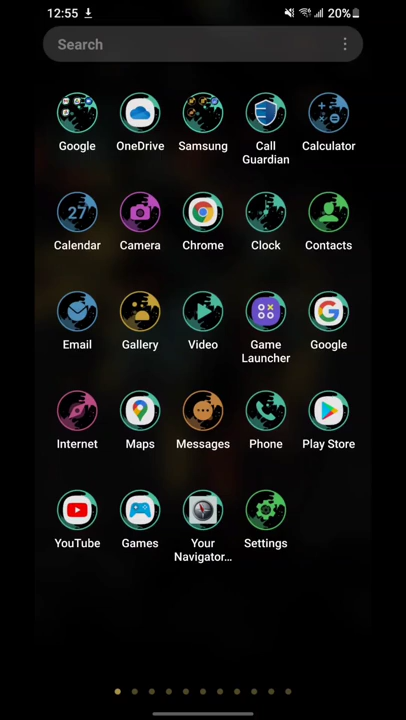 12:55
20%
Search
Google
OneDrive
Samsung
Call Guardian
Calculator
27
Calendar
Camera
Chrome
Clock
Contacts
Email
Gallery
Video
Game Launcher
Google
Internet
Maps
Messages
Phone
Play Store
YouTube
Games
Your Navigator...
Settings